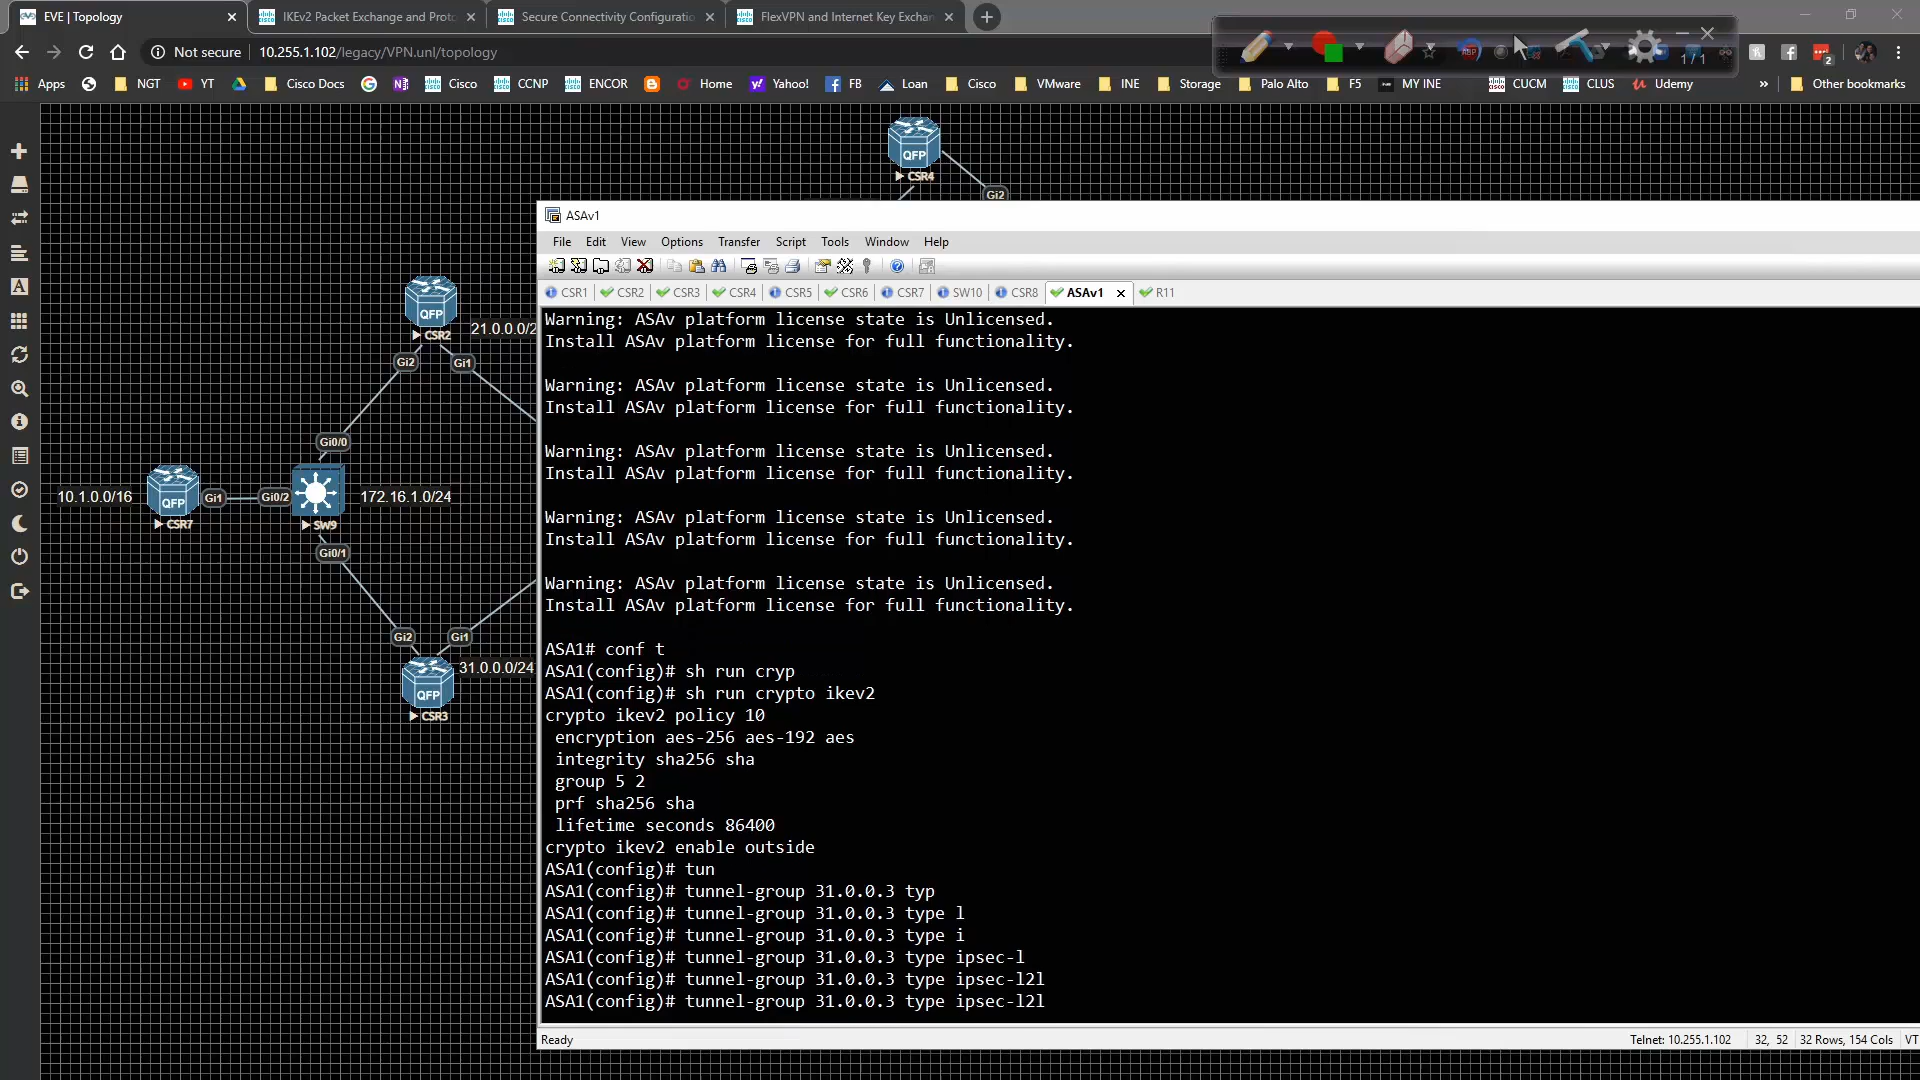 EVE | Topology
IKEv2 Packet Exchange and Proto
Secure Connectivity Configuratio
FlexVPN and Internet Key Exchan
Not secure
10.255.1.102/legacy/VPN.unl/topology
1/1
2
Apps
NGT
YT
Cisco Docs
Cisco
CCNP
ENCOR
Home
Yahoo!
FB
Loan
Cisco
VMware
INE
Storage
Palo Alto
F5
MY INE
CUCM
CLUS
Udemy
»
Other bookmarks
QFP
CSR4
Gi2
QFP
CSR2
21.0.0.0/2
Gi2
Gi1
Gi0/0
10.1.0.0/16
QFP
CSR7
Gi1
Gi0/2
SW9
172.16.1.0/24
Gi0/1
Gi2
Gi1
QFP
CSR3
31.0.0.0/24
ASAv1
File Edit View Options Transfer Script Tools Window Help
CSR1 CSR2 CSR3 CSR4 CSR5 CSR6 CSR7 SW10 CSR8 ASAv1 R11
Warning: ASAv platform license state is Unlicensed.
Install ASAv platform license for full functionality.
Warning: ASAv platform license state is Unlicensed.
Install ASAv platform license for full functionality.
Warning: ASAv platform license state is Unlicensed.
Install ASAv platform license for full functionality.
Warning: ASAv platform license state is Unlicensed.
Install ASAv platform license for full functionality.
Warning: ASAv platform license state is Unlicensed.
Install ASAv platform license for full functionality.
ASA1# conf t
ASA1(config)# sh run cryp
ASA1(config)# sh run crypto ikev2
crypto ikev2 policy 10
 encryption aes-256 aes-192 aes
 integrity sha256 sha
 group 5 2
 prf sha256 sha
 lifetime seconds 86400
crypto ikev2 enable outside
ASA1(config)# tun
ASA1(config)# tunnel-group 31.0.0.3 typ
ASA1(config)# tunnel-group 31.0.0.3 type l
ASA1(config)# tunnel-group 31.0.0.3 type i
ASA1(config)# tunnel-group 31.0.0.3 type ipsec-l
ASA1(config)# tunnel-group 31.0.0.3 type ipsec-l2l
ASA1(config)# tunnel-group 31.0.0.3 type ipsec-l2l
Ready
Telnet: 10.255.1.102
32, 52
32 Rows, 154 Cols
VT